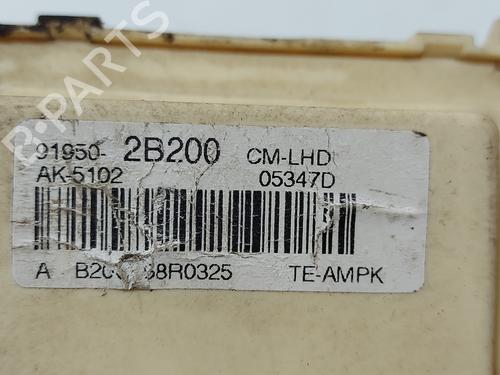 B-PARTS
91950- 2B200 CM-LHD
AK-5102 05347D
A TE-AMPK